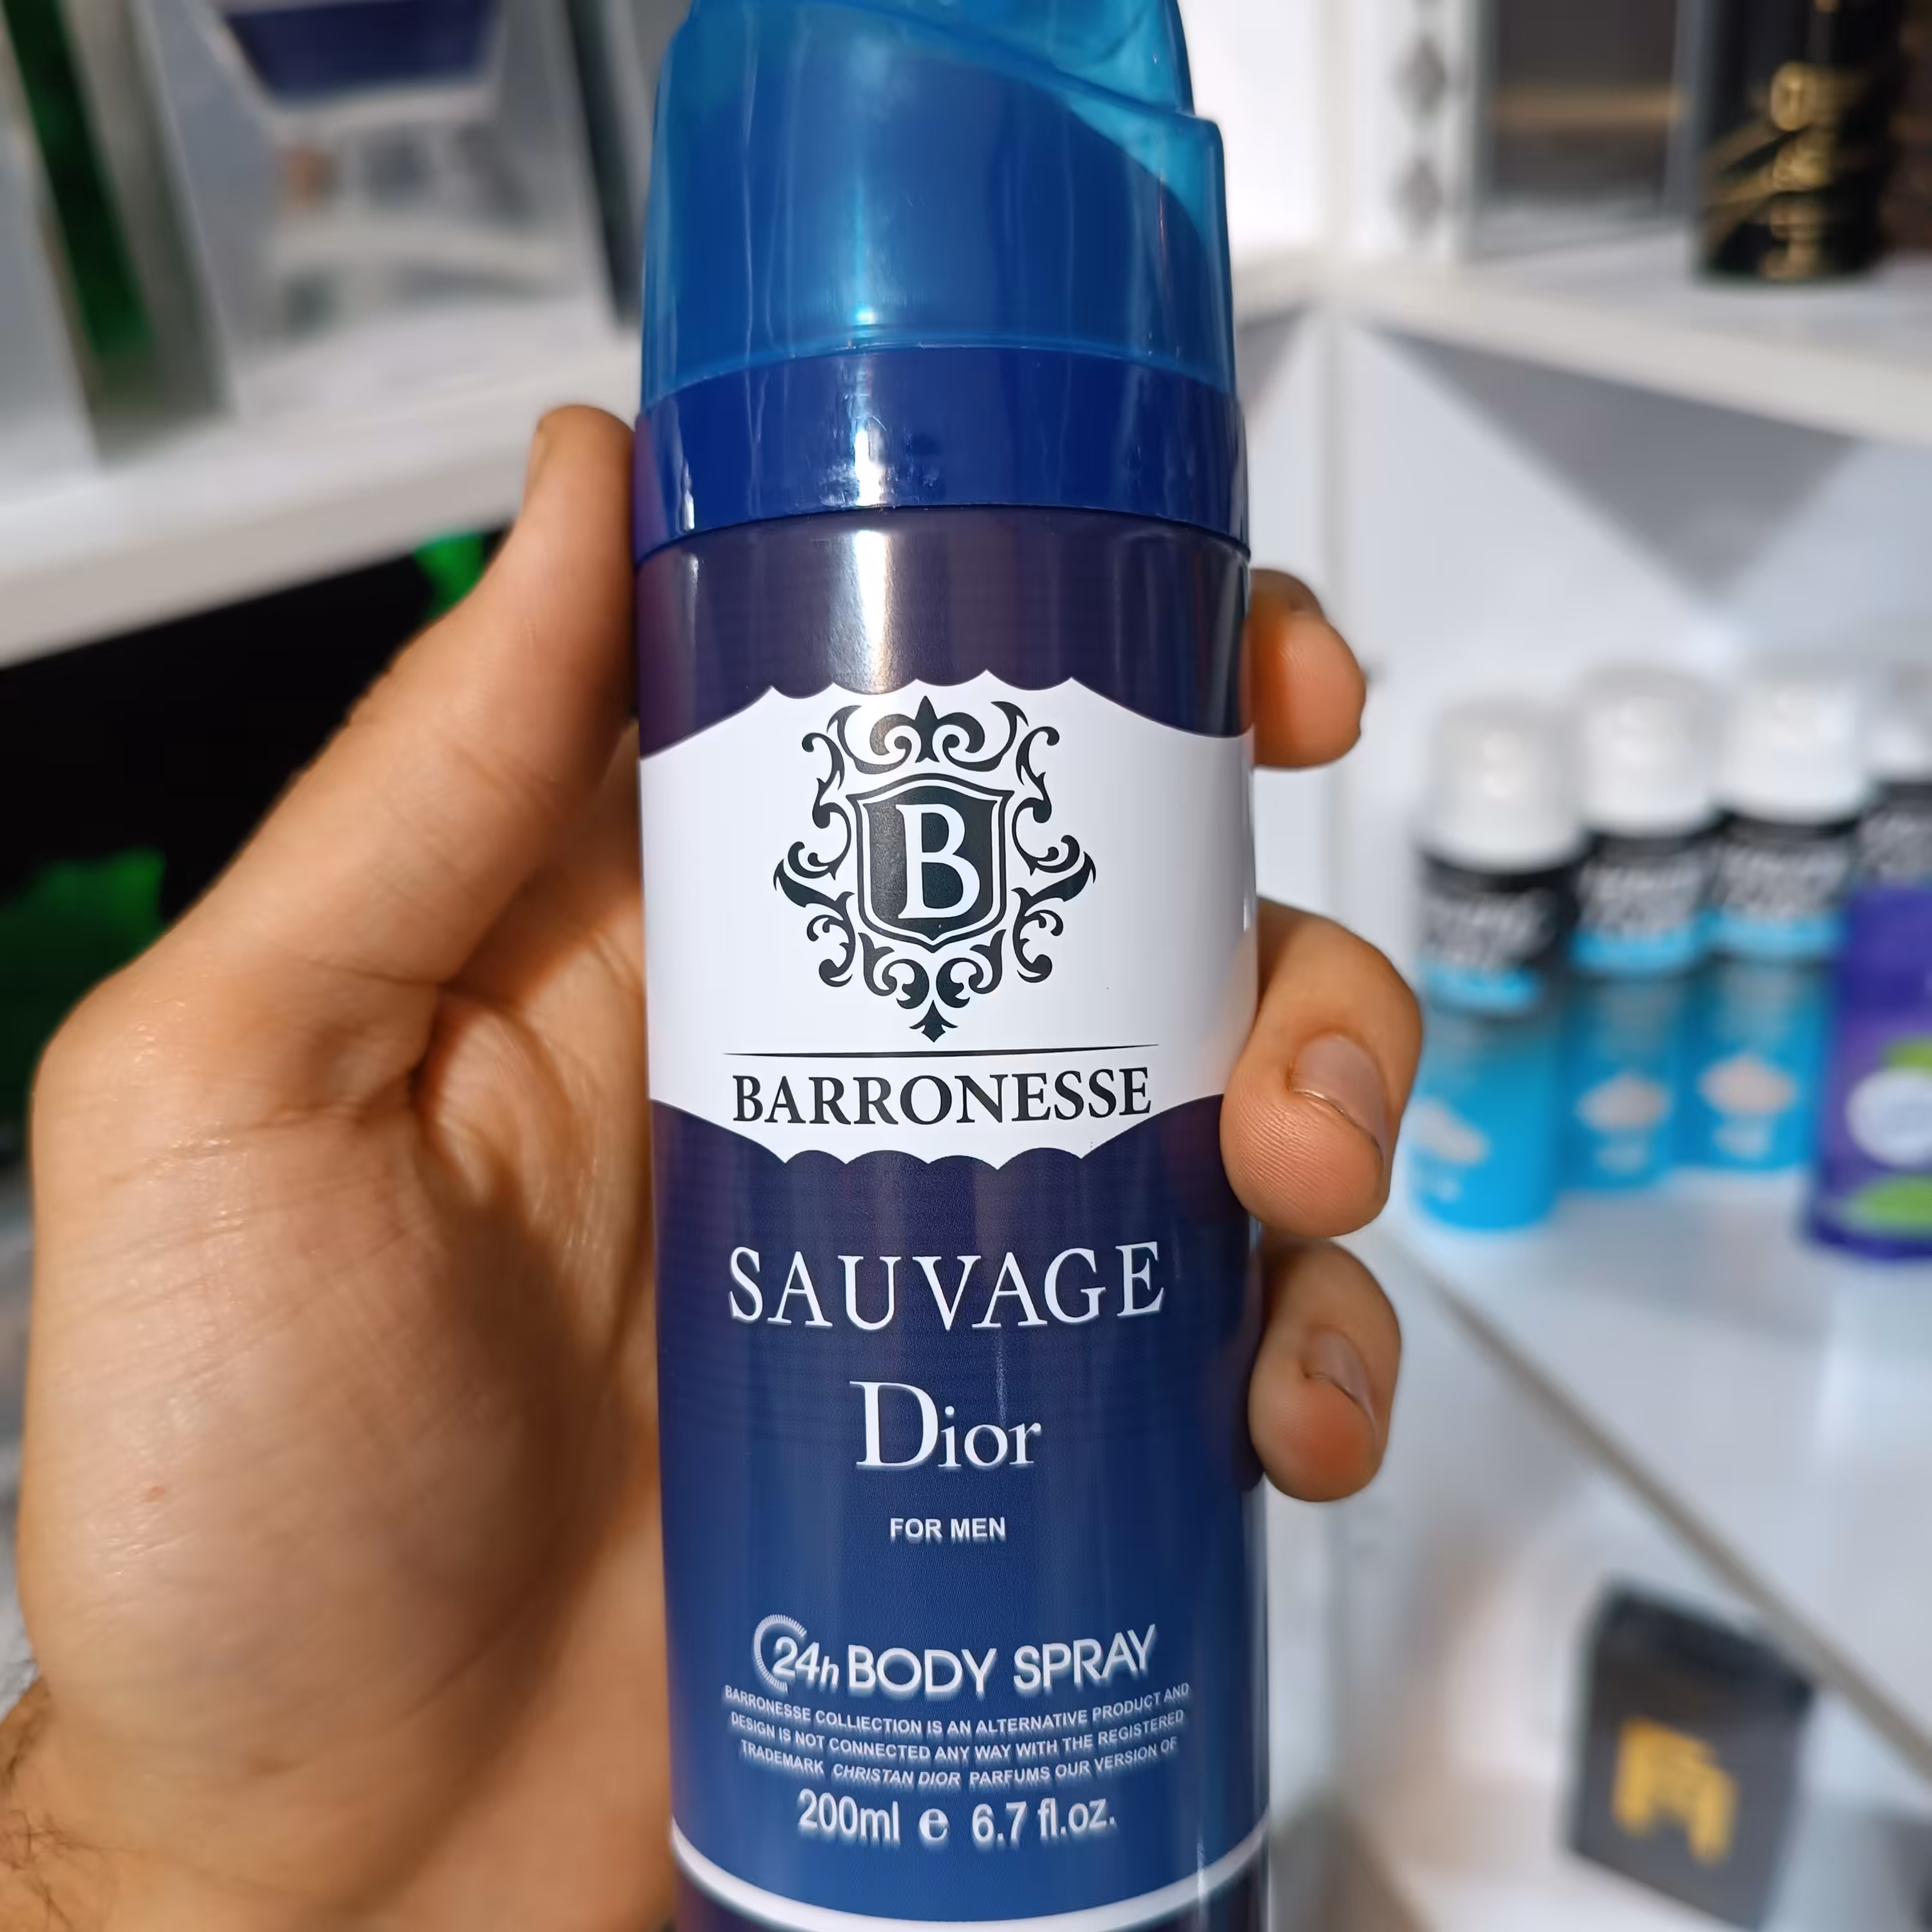 B
BARRONESSE
SAUVAGE
Dior
FOR MEN
24h BODY SPRAY
BARRONESSE COLLIECTION IS AN ALTERNATIVE PRODUCT AND
DESIGN IS NOT CONNECTED ANY WAY WITH THE REGISTERED
TRADEMARK CHRISTAN DIOR PARFUMS OUR VERSION OF
200ml e 6.7 fl.oz.